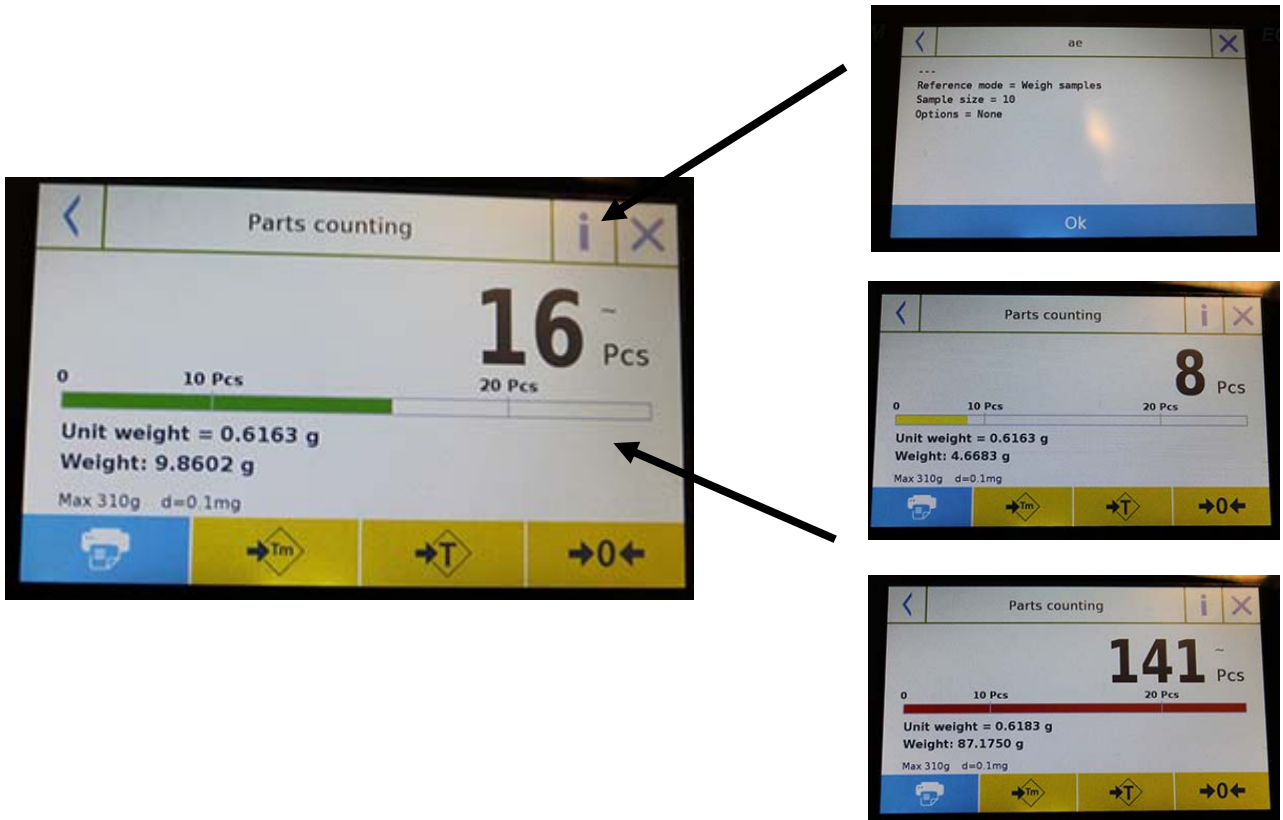 Parts counting
i
16 ~
Pcs
0 10 Pcs 20 Pcs
Unit weight = 0.6163 g
Weight: 9.8602 g
Max 310g d=0.1mg
Tm T 0
ae
---
Reference mode = Weigh samples
Sample size = 10
Options = None
Ok
Parts counting
i
8 Pcs
0 10 Pcs 20 Pcs
Unit weight = 0.6163 g
Weight: 4.6683 g
Max 310g d=0.1mg
Tm T 0
Parts counting
i
141 ~
Pcs
0 10 Pcs 20 Pcs
Unit weight = 0.6183 g
Weight: 87.1750 g
Max 310g d=0.1mg
Tm T 0